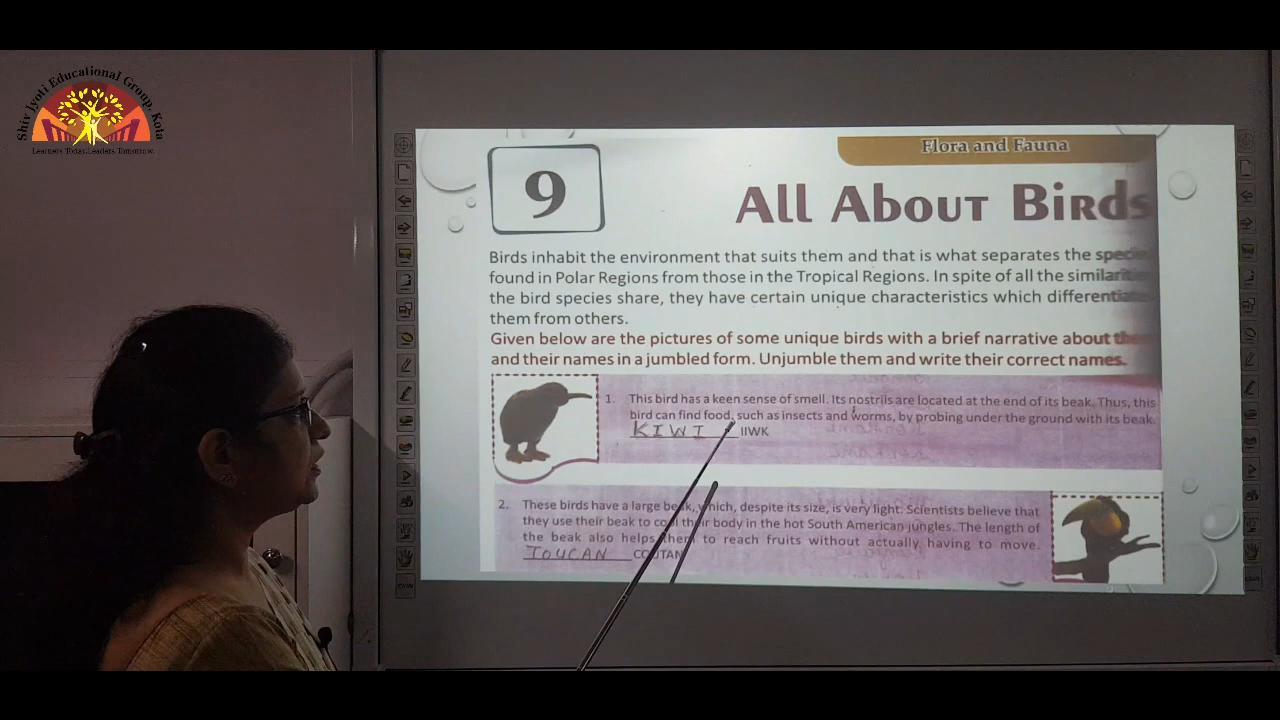 Shiv Jyoti Educational Group, Kota
Learners Today..Leaders Tomorrow.
Flora and Fauna
9
All About Birds
Birds inhabit the environment that suits them and that is what separates the species
found in Polar Regions from those in the Tropical Regions. In spite of all the similarities
the bird species share, they have certain unique characteristics which differentiate
them from others.
Given below are the pictures of some unique birds with a brief narrative about them
and their names in a jumbled form. Unjumble them and write their correct names.
1. This bird has a keen sense of smell. Its nostrils are located at the end of its beak. Thus, this
bird can find food, such as insects and worms, by probing under the ground with its beak.
KIWI IIWK
2. These birds have a large beak, which, despite its size, is very light. Scientists believe that
they use their beak to cool their body in the hot South American jungles. The length of
the beak also helps them to reach fruits without actually having to move.
TOUCAN COUTAN